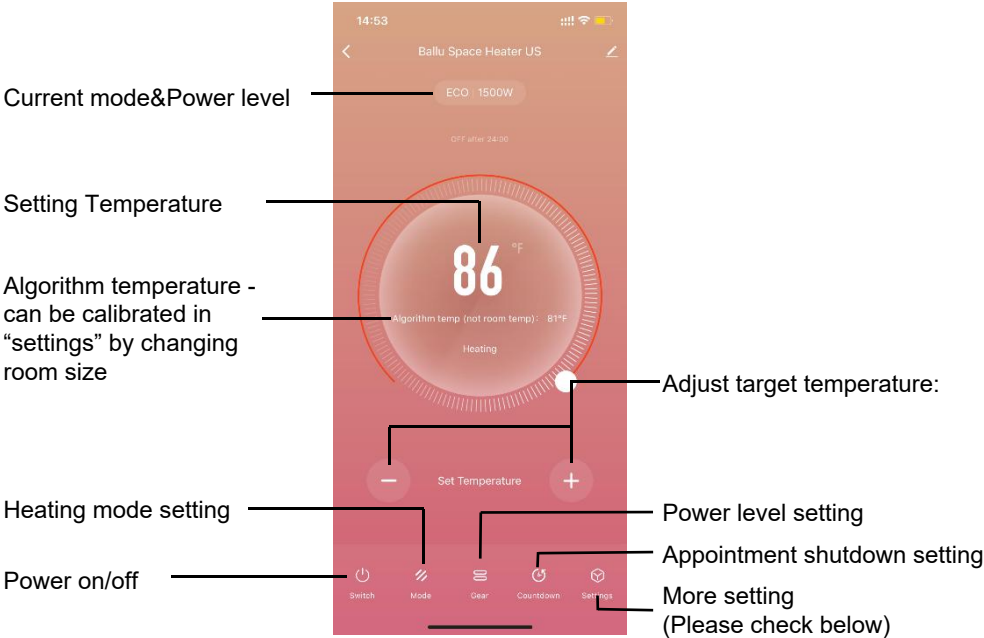 14:53
Ballu Space Heater US
Current mode&Power level
ECO | 1500W
OFF after 24:00
Setting Temperature
86 °F
Algorithm temperature -
can be calibrated in
“settings” by changing
room size
Algorithm temp (not room temp): 81°F
Heating
Adjust target temperature:
− Set Temperature +
Heating mode setting
Power level setting
Appointment shutdown setting
Power on/off
Switch Mode Gear Countdown Settings
More setting
(Please check below)